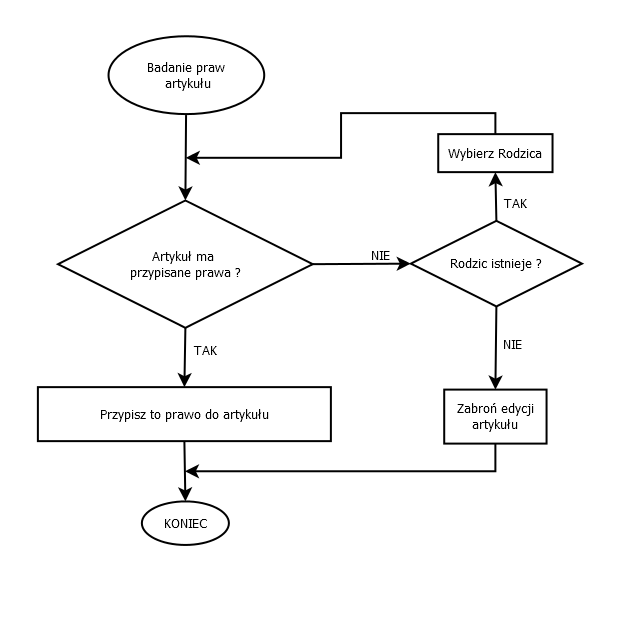 Badanie praw
artykułu
Wybierz Rodzica
TAK
Artykuł ma
przypisane prawa ?
NIE
Rodzic istnieje ?
TAK
NIE
Przypisz to prawo do artykułu
Zabroń edycji
artykułu
KONIEC